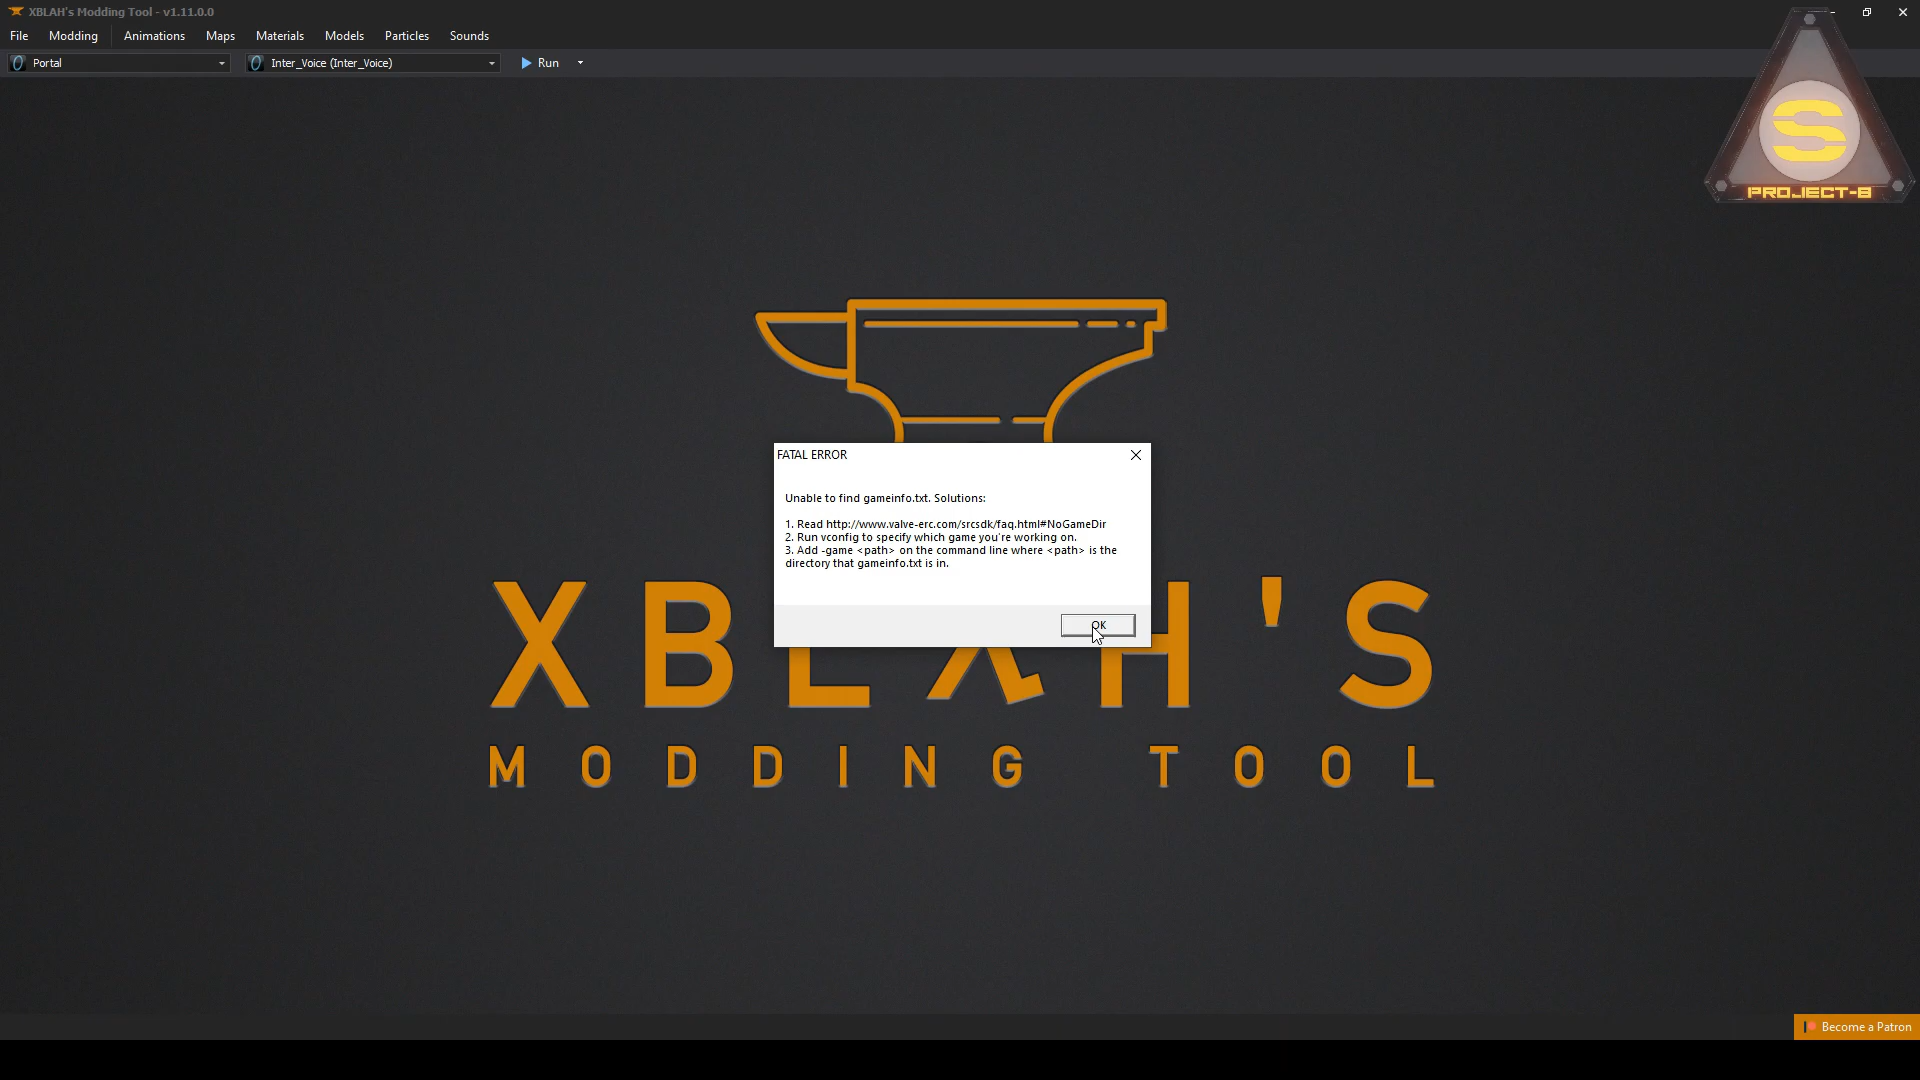 XBLAH's Modding Tool - v1.11.0.0
File Modding Animations Maps Materials Models Particles Sounds
Portal Inter_Voice (Inter_Voice) Run
S
PROJECT-8
FATAL ERROR
Unable to find gameinfo.txt. Solutions:
1. Read http://www.valve-erc.com/srcsdk/faq.html#NoGameDir
2. Run vconfig to specify which game you're working on.
3. Add -game <path> on the command line where <path> is the
directory that gameinfo.txt is in.
OK
XBLλH'S
MODDING TOOL
Become a Patron